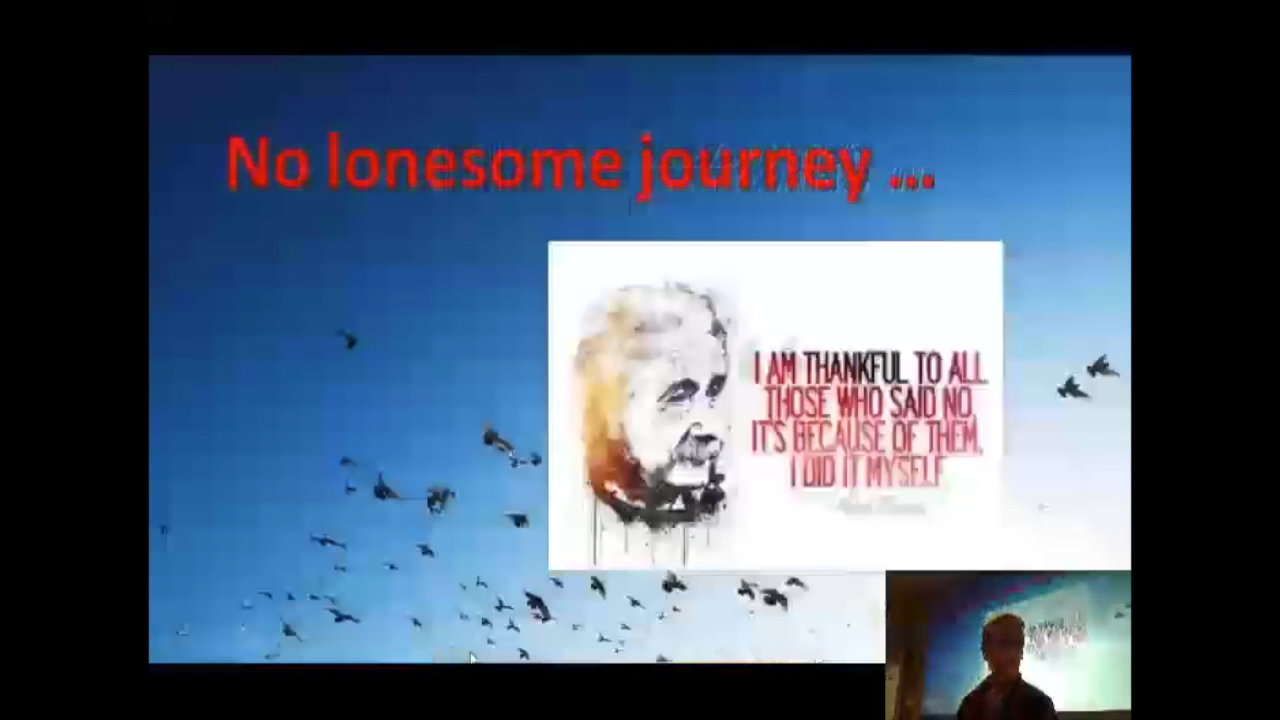 No lonesome journey ...
I AM THANKFUL TO ALL
THOSE WHO SAID NO
IT'S BECAUSE OF THEM,
I DID IT MYSELF